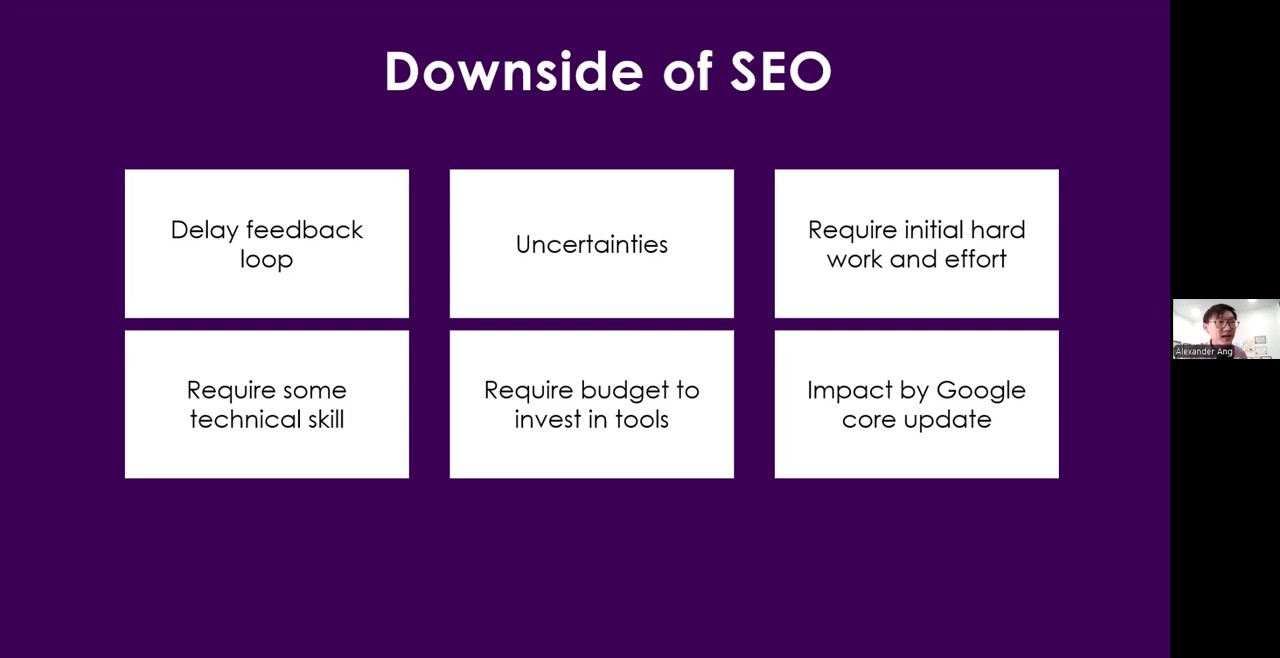 Downside of SEO
Delay feedback
loop
Uncertainties
Require initial hard
work and effort
Require some
technical skill
Require budget to
invest in tools
Impact by Google
core update
Alexander Ang